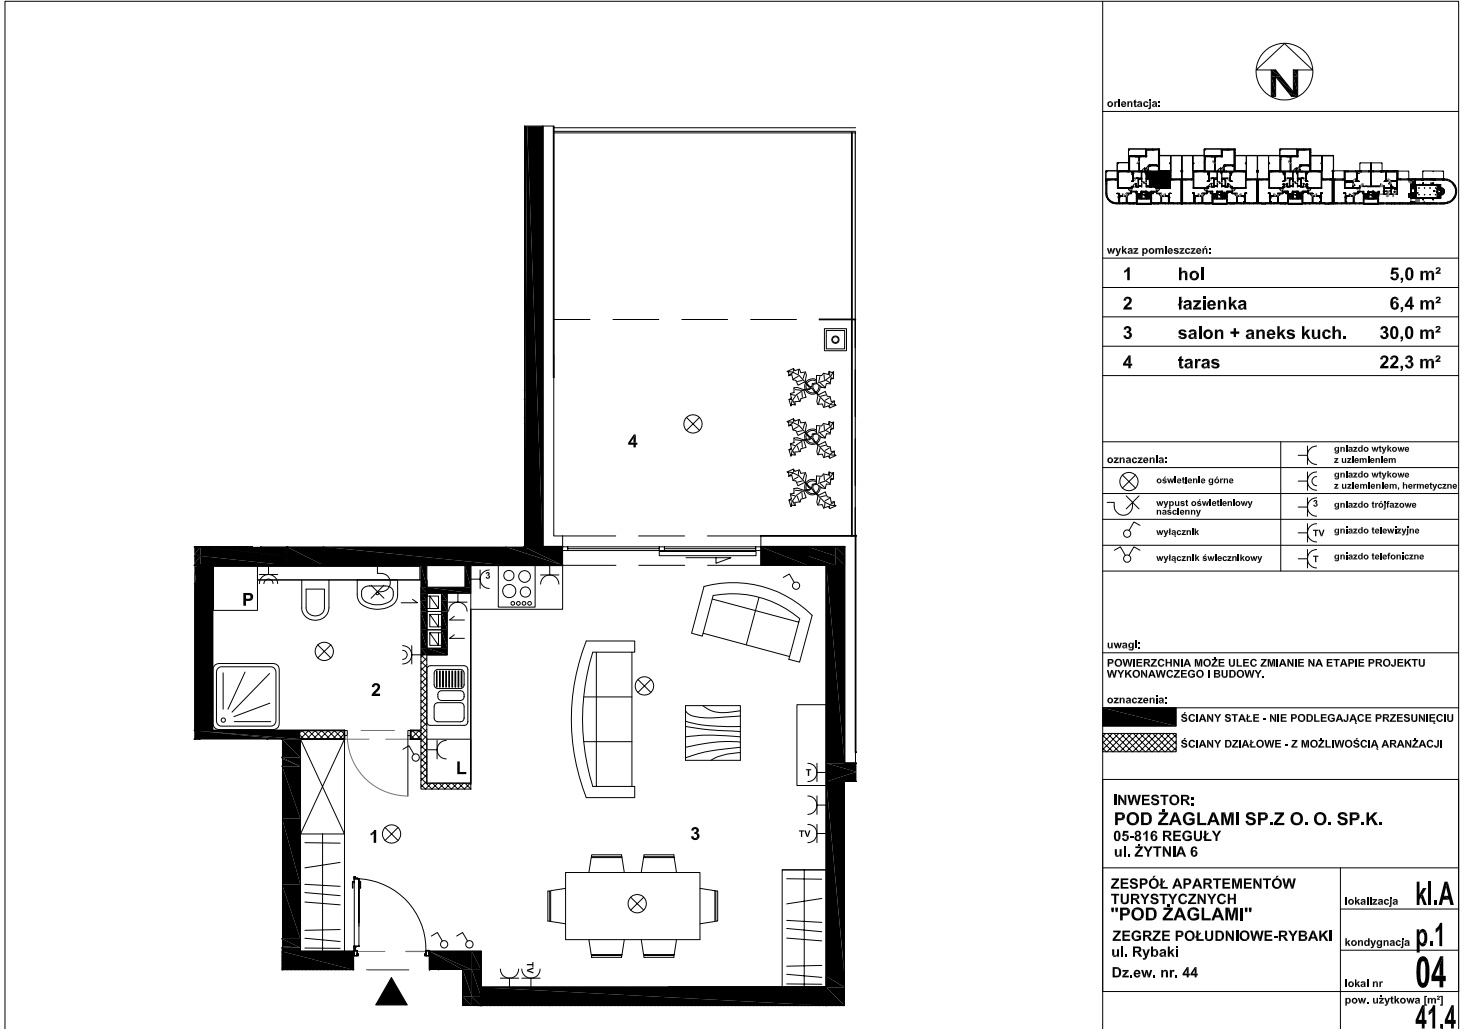 N
orientacja:
wykaz pomieszczeń:
1 hol 5,0 m²
2 łazienka 6,4 m²
3 salon + aneks kuch. 30,0 m²
4 taras 22,3 m²
oznaczenia:
oświetlenie górne
wypust oświetleniowy
naścienny
wyłącznik
wyłącznik świecznikowy
gniazdo wtykowe
z uziemieniem
gniazdo wtykowe
z uziemieniem, hermetyczne
3 gniazdo trójfazowe
TV gniazdo telewizyjne
T gniazdo telefoniczne
uwagi:
POWIERZCHNIA MOŻE ULEC ZMIANIE NA ETAPIE PROJEKTU
WYKONAWCZEGO I BUDOWY.
oznaczenia:
ŚCIANY STAŁE - NIE PODLEGAJĄCE PRZESUNIĘCIU
ŚCIANY DZIAŁOWE - Z MOŻLIWOŚCIĄ ARANŻACJI
INWESTOR:
POD ŻAGLAMI SP.Z O. O. SP.K.
05-816 REGUŁY
ul. ŻYTNIA 6
ZESPÓŁ APARTEMENTÓW
TURYSTYCZNYCH
"POD ŻAGLAMI"
ZEGRZE POŁUDNIOWE-RYBAKI
ul. Rybaki
Dz.ew. nr. 44
lokalizacja kl.A
kondygnacja p.1
lokal nr 04
pow. użytkowa [m²]
41,4
4
P
3
2
L
T
1
3
TV
TV